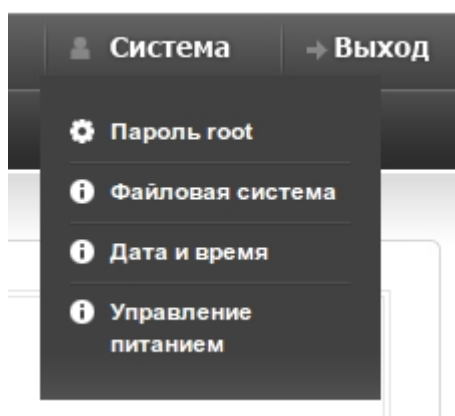 Система Выход
Пароль root
Файловая система
Дата и время
Управление
питанием